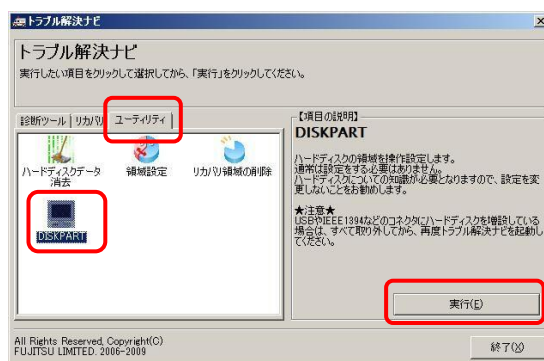 トラブル解決ナビ
トラブル解決ナビ
実行したい項目をクリックして選択してから、「実行」をクリックしてください。
診断ツール
リカバリ
ユーティリティ
ハードディスクデータ
消去
領域設定
リカバリ領域の削除
DISKPART
【項目の説明】
DISKPART
ハードディスクの領域を操作設定します。
通常は設定をする必要はありません。
ハードディスクについての知識が必要となりますので、設定を変
更しないことをお勧めします。
★注意★
USBやIEEE1394などのコネクタにハードディスクを増設している
場合は、すべて取り外してから、再度トラブル解決ナビを起動し
てください。
実行(E)
All Rights Reserved, Copyright(C)
FUJITSU LIMITED. 2006-2009
終了(X)